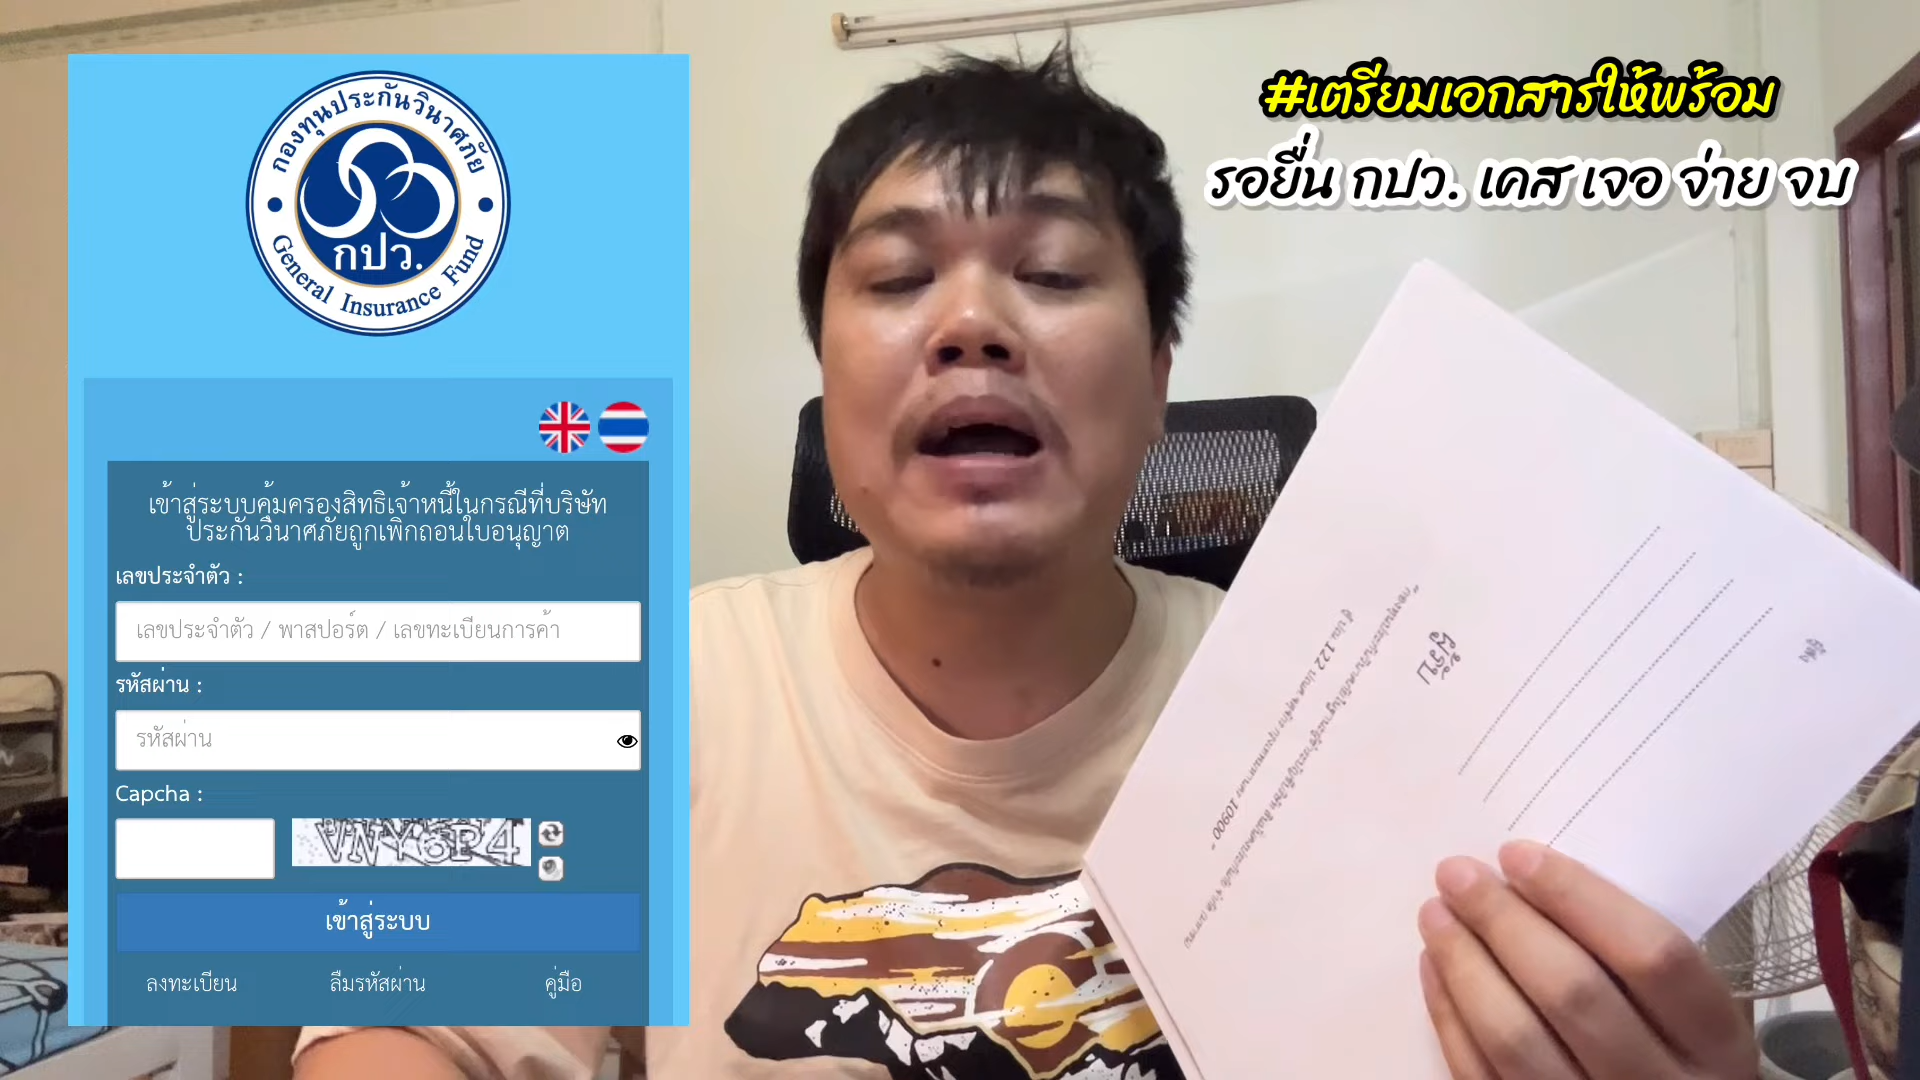 #เตรียมเอกสารให้พร้อม
รอยื่น กปว. เคส เจอ จ่าย จบ
กองทุนประกันวินาศภัย
กปว.
General Insurance Fund
เข้าสู่ระบบคุ้มครองสิทธิเจ้าหนี้ในกรณีที่บริษัท
ประกันวินาศภัยถูกเพิกถอนใบอนุญาต
เลขประจำตัว :
เลขประจำตัว / พาสปอร์ต / เลขทะเบียนการค้า
รหัสผ่าน :
รหัสผ่าน
Capcha :
VNY6P4
เข้าสู่ระบบ
ลงทะเบียน
ลืมรหัสผ่าน
คู่มือ
ผู้ส่ง
ผู้รับ
10900